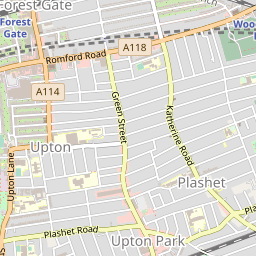 Forest Gate
Forest
Gate
Woo
A118
Romford Road
A114
Green Street
Katherine Road
Upton
Upton Lane
Plashet
Plashet Road
Upton Park